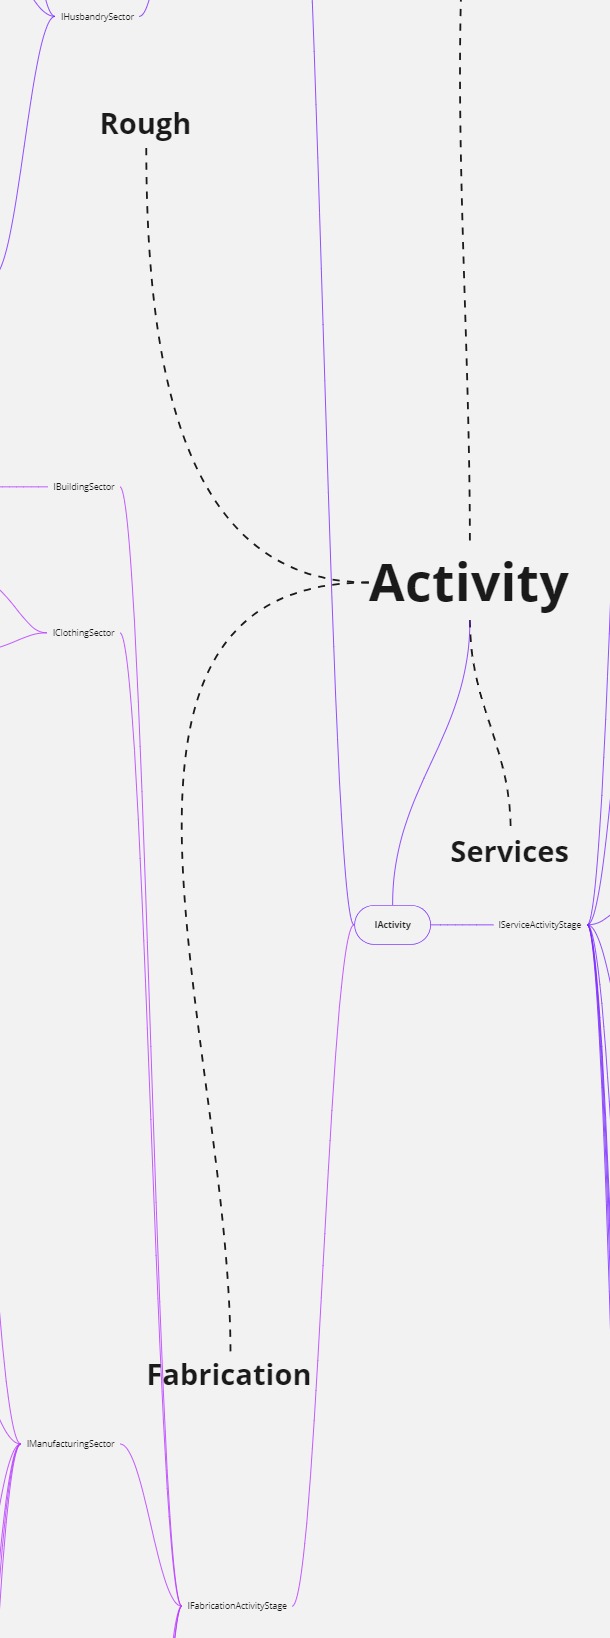 IHusbandrySector
Rough
IBuildingSector
Activity
IClothingSector
Services
IActivity
IServiceActivityStage
Fabrication
IManufacturingSector
IFabricationActivityStage